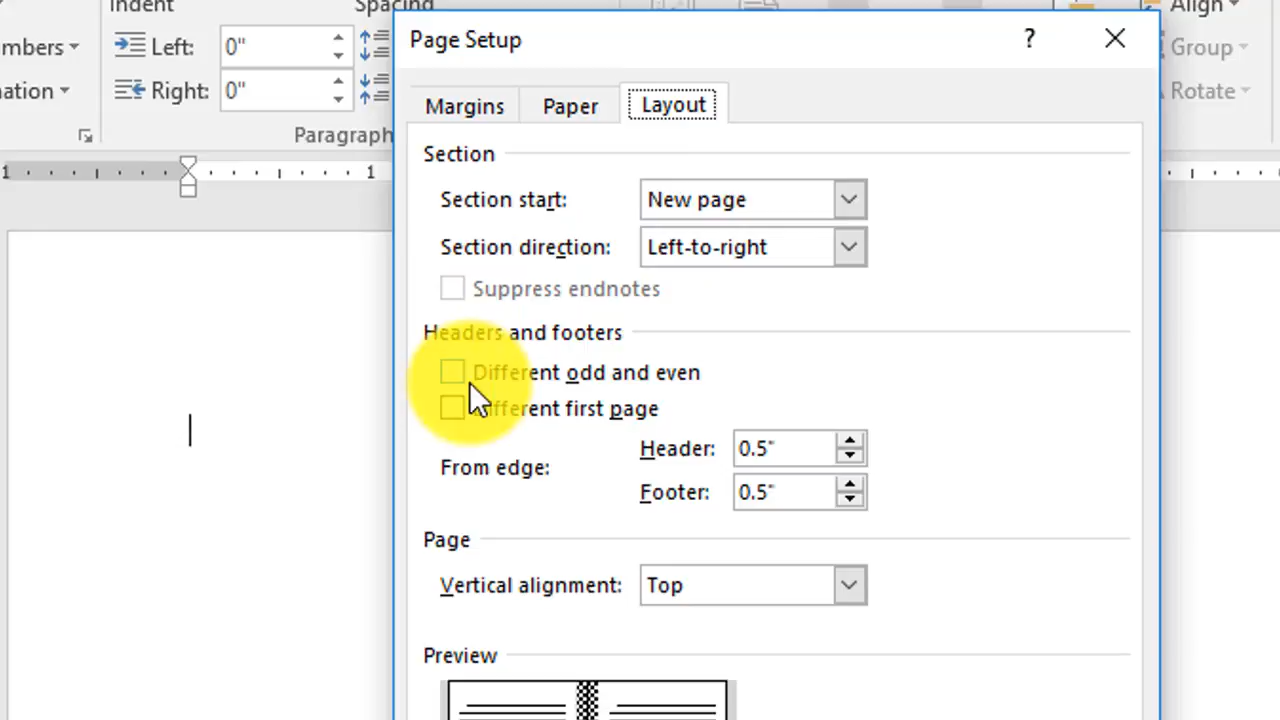 Indent
Spacing
Align
mbers
Left:
0"
Group
ation
Right:
0"
Rotate
Paragraph
1
1
Page Setup
?
Margins
Paper
Layout
Section
Section start:
New page
Section direction:
Left-to-right
Suppress endnotes
Headers and footers
Different odd and even
Different first page
From edge:
Header:
0.5"
Footer:
0.5"
Page
Vertical alignment:
Top
Preview